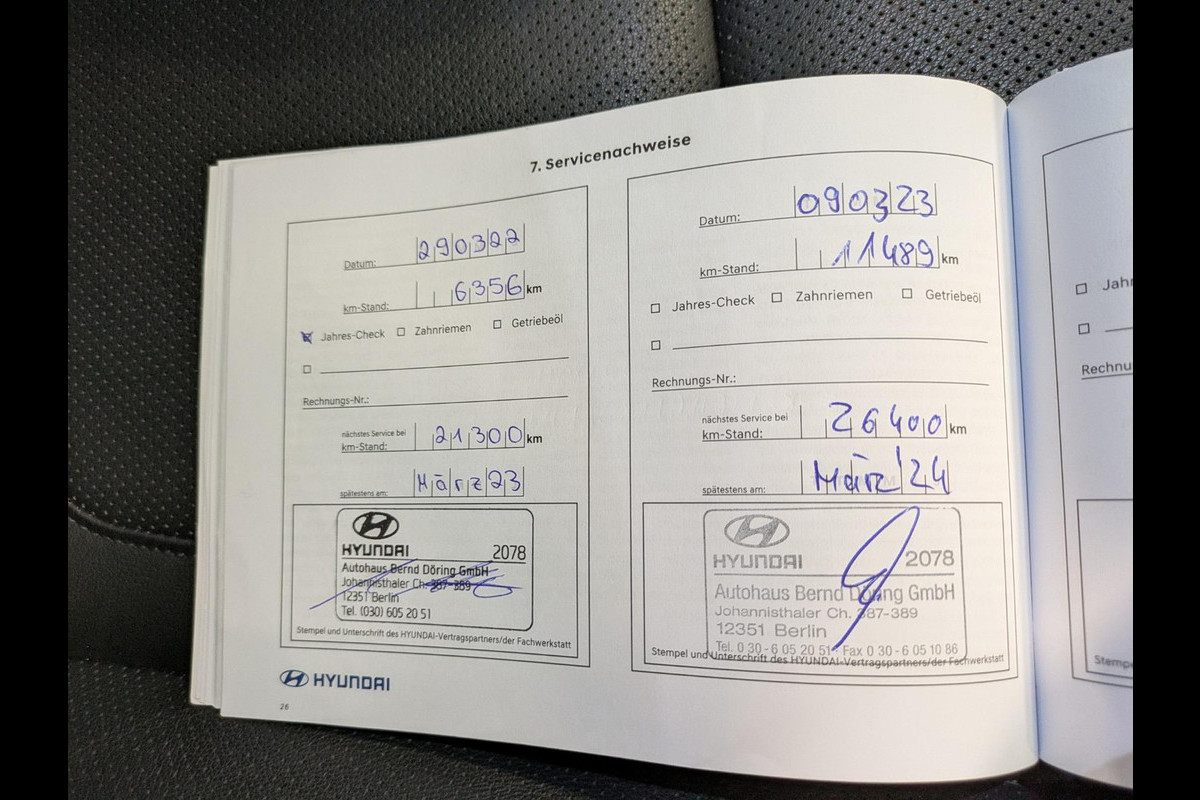 7. Servicenachweise
Datum: 290322
km-Stand: 6356 km
Jahres-Check Zahnriemen Getriebeöl
Rechnungs-Nr.:
nächstes Service bei
km-Stand: 21300 km
spätestens am: März 23
HYUNDAI 2078
Autohaus Bernd Döring GmbH
Johannisthaler Ch. 387-389
12351 Berlin
Tel. (030) 605 20 51
Stempel und Unterschrift des HYUNDAI-Vertragspartners/der Fachwerkstatt
HYUNDAI
26
Datum: 090323
km-Stand: 11489 km
Jahres-Check Zahnriemen Getriebeöl
Rechnungs-Nr.:
nächstes Service bei
km-Stand: 26400 km
spätestens am: März 24
HYUNDAI 2078
Autohaus Bernd Döring GmbH
Johannisthaler Ch. 387-389
12351 Berlin
Tel. 0 30 - 6 05 20 51 · Fax 0 30 - 6 05 10 86
Stempel und Unterschrift des HYUNDAI-Vertragspartners/der Fachwerkstatt
Jahr
Rechnu
Stempe